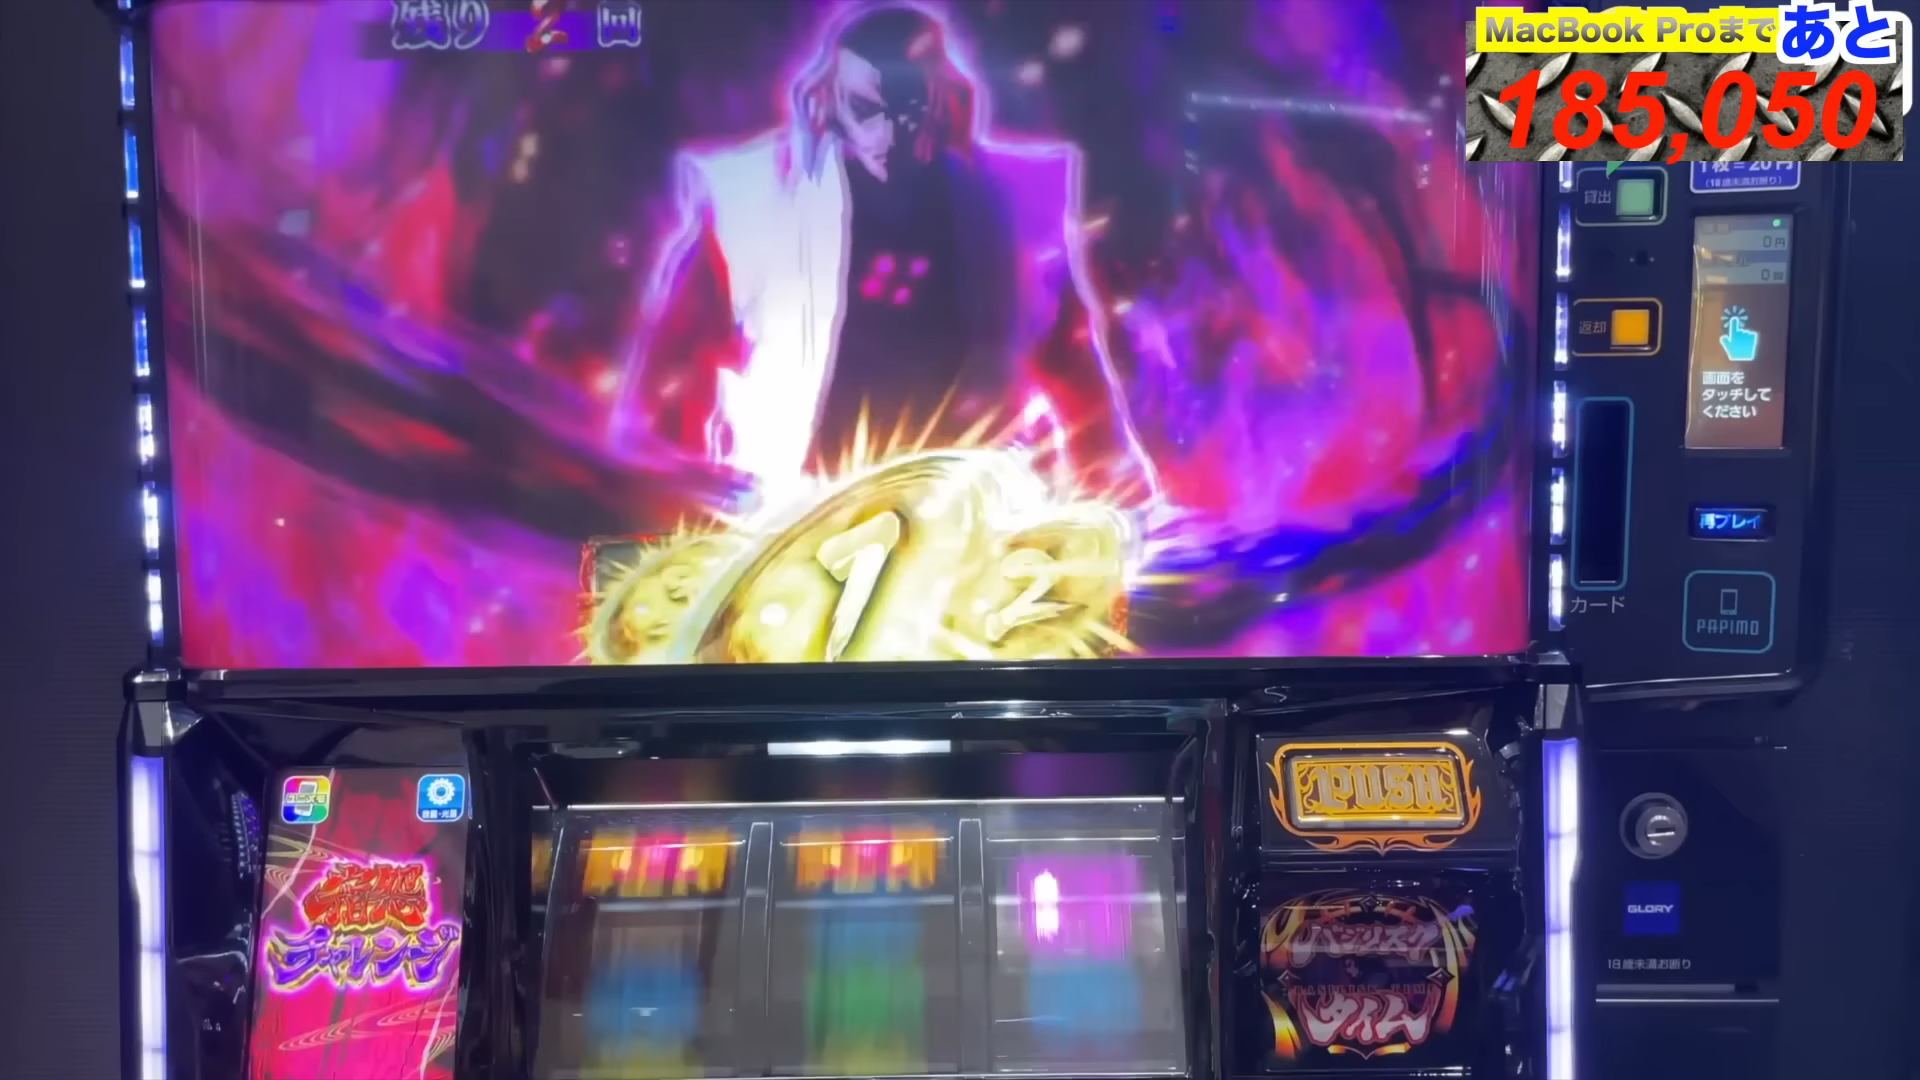 残り 2 回
MacBook Proまで あと
185,050
1枚=20円
(18歳未満お断り)
貸出
0円
返却
画面を
タッチして
ください
再プレイ
カード
PAPIMO
1
2
PUSH
チャレンジ
バジリスク
BASILISK TIME
タイム
GLORY
18歳未満お断り